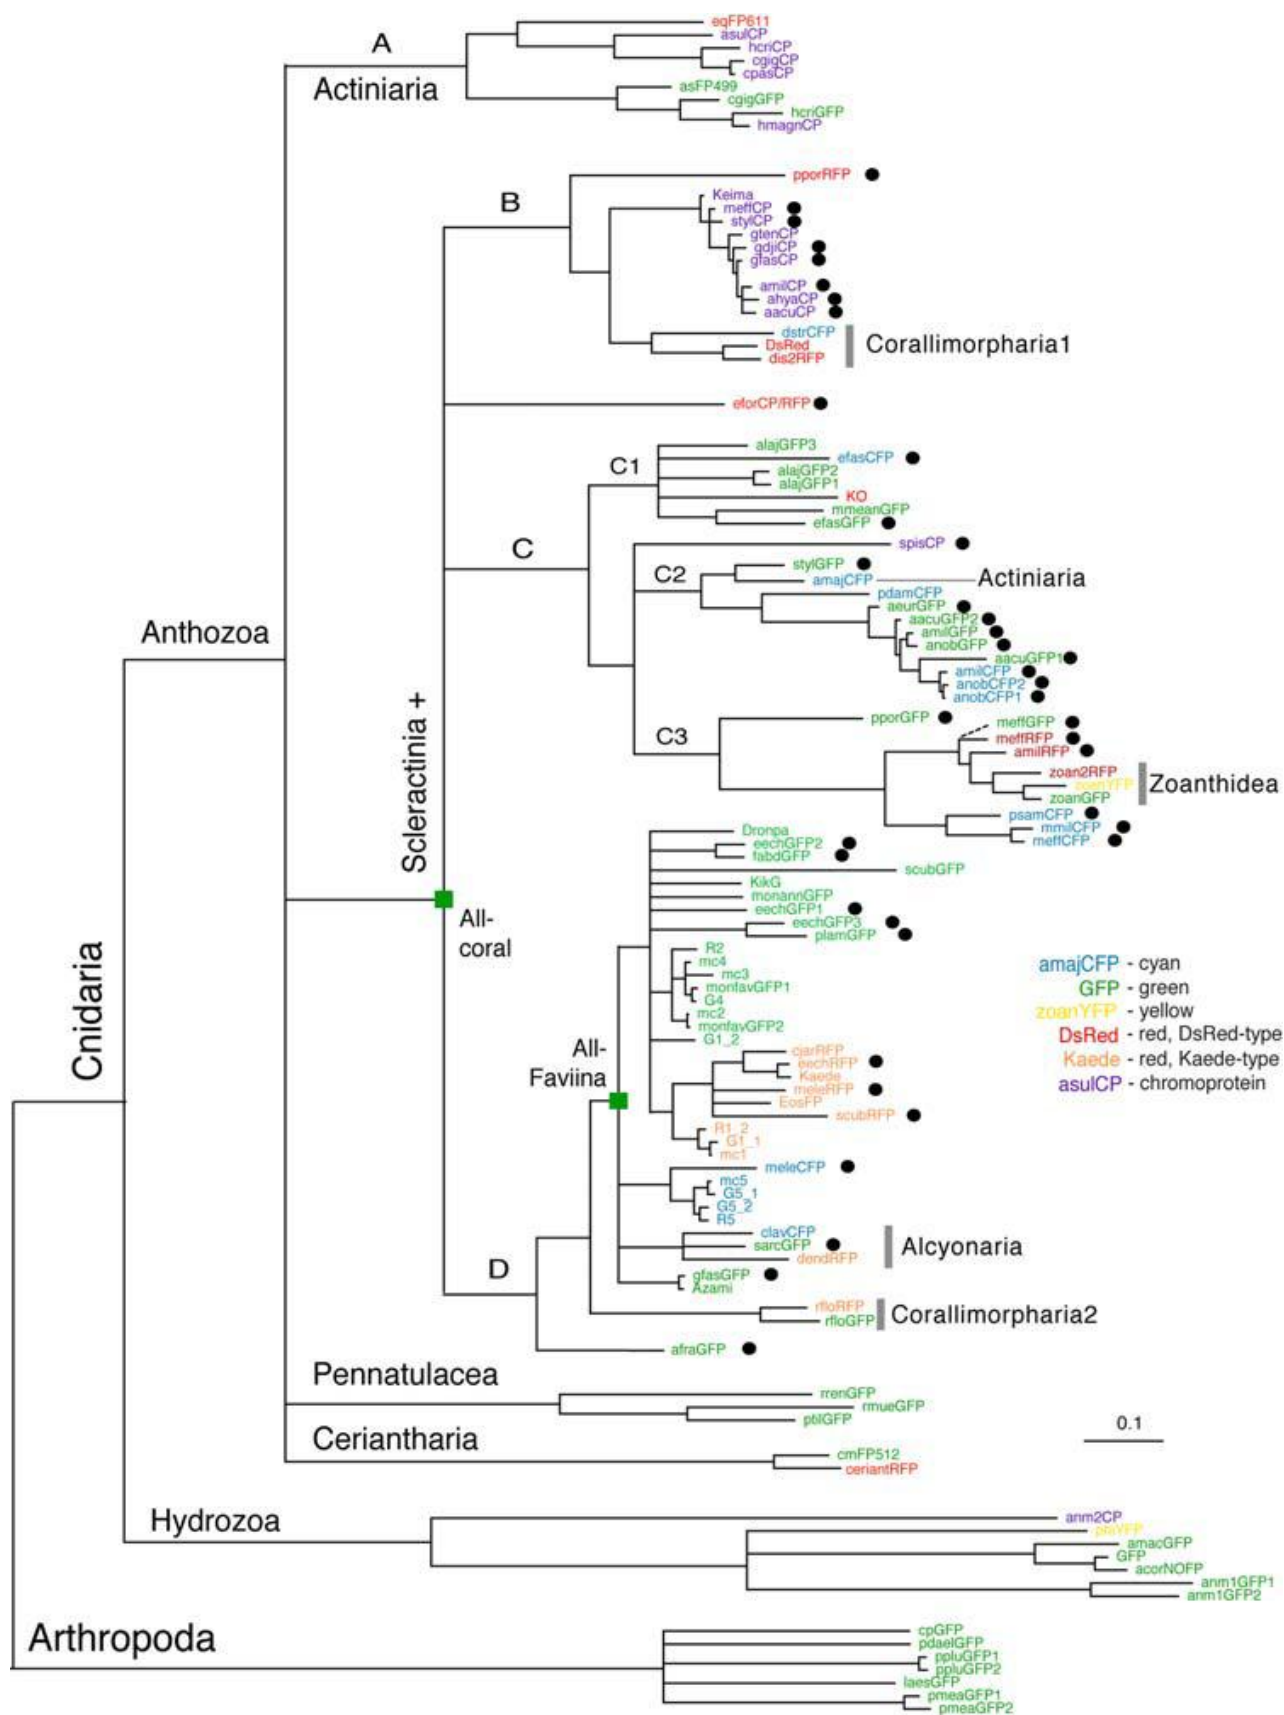 eqFP611
A
asulCP
hcriCP
cgigCP
cpasCP
Actiniaria
asFP499
cgigGFP
hcriGFP
hmagnCP
pporRFP
B
Keima
meffCP
stylCP
gtenCP
gdjiCP
gfasCP
amilCP
ahyaCP
aacuCP
dstrCFP
DsRed
dis2RFP
Corallimorpharia1
eforCP/RFP
alajGFP3
C1
efasCFP
alajGFP2
alajGFP1
KO
mmeanGFP
efasGFP
C
spisCP
stylGFP
C2
amajCFP
Actiniaria
pdamCFP
aeurGFP
aacuGFP2
amilGFP
anobGFP
aacuGFP1
amilCFP
anobCFP2
anobCFP1
Anthozoa
Scleractinia +
pporGFP
C3
meffGFP
meffRFP
amilRFP
zoan2RFP
zoanYFP
zoanGFP
Zoanthidea
psamCFP
mmilCFP
meffCFP
Dronpa
eechGFP2
fabdGFP
scubGFP
KikG
monannGFP
eechGFP1
eechGFP3
plamGFP
All-
coral
R2
mc4
mc3
monfavGFP1
G4
mc2
monfavGFP2
G1_2
Cnidaria
amajCFP - cyan
GFP - green
zoanYFP - yellow
DsRed - red, DsRed-type
Kaede - red, Kaede-type
asulCP - chromoprotein
All-
Faviina
cjarRFP
eechRFP
Kaede
meleRFP
EosFP
scubRFP
R1_2
G1_1
mc1
meleCFP
mc5
G5_1
G5_2
R5
clavCFP
sarcGFP
dendRFP
Alcyonaria
D
gfasGFP
Azami
rfloRFP
rfloGFP
Corallimorpharia2
afraGFP
Pennatulacea
rrenGFP
rmueGFP
ptilGFP
0.1
Ceriantharia
cmFP512
ceriantRFP
Hydrozoa
anm2CP
phiYFP
amacGFP
GFP
acorNOFP
anm1GFP1
anm1GFP2
Arthropoda
cpGFP
pdaelGFP
ppluGFP1
ppluGFP2
laesGFP
pmeaGFP1
pmeaGFP2